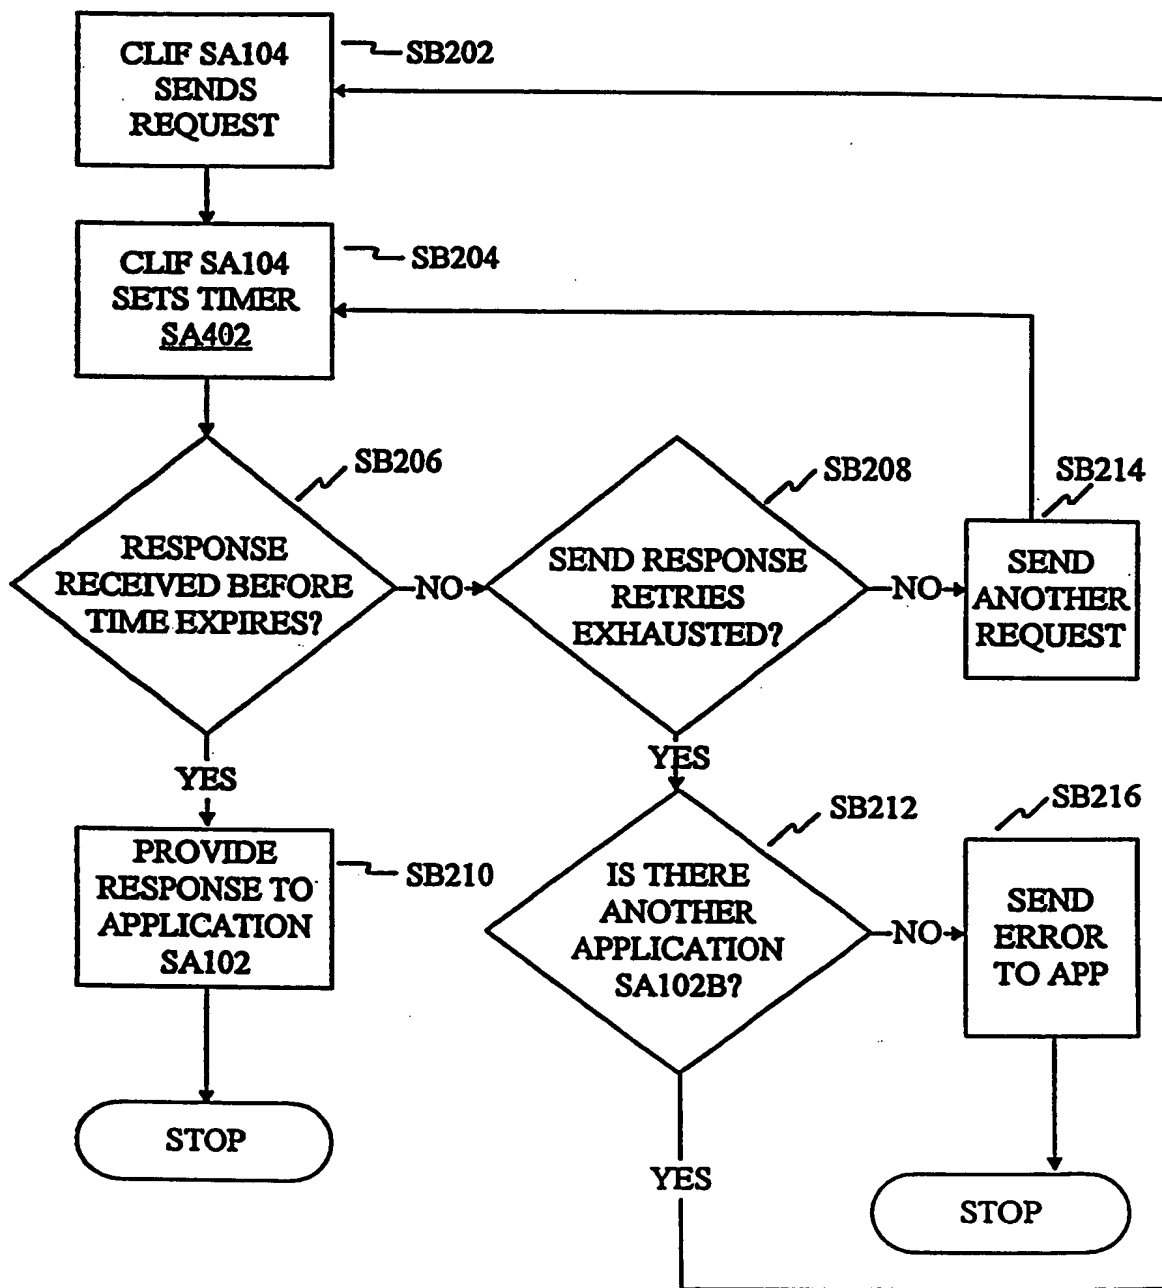 CLIF SA104
SENDS
REQUEST
SB202
CLIF SA104
SETS TIMER
SA402
SB204
RESPONSE
RECEIVED BEFORE
TIME EXPIRES?
SB206
NO
SEND RESPONSE
RETRIES
EXHAUSTED?
SB208
NO
SEND
ANOTHER
REQUEST
SB214
YES
YES
PROVIDE
RESPONSE TO
APPLICATION
SA102
SB210
IS THERE
ANOTHER
APPLICATION
SA102B?
SB212
NO
SEND
ERROR
TO APP
SB216
STOP
YES
STOP